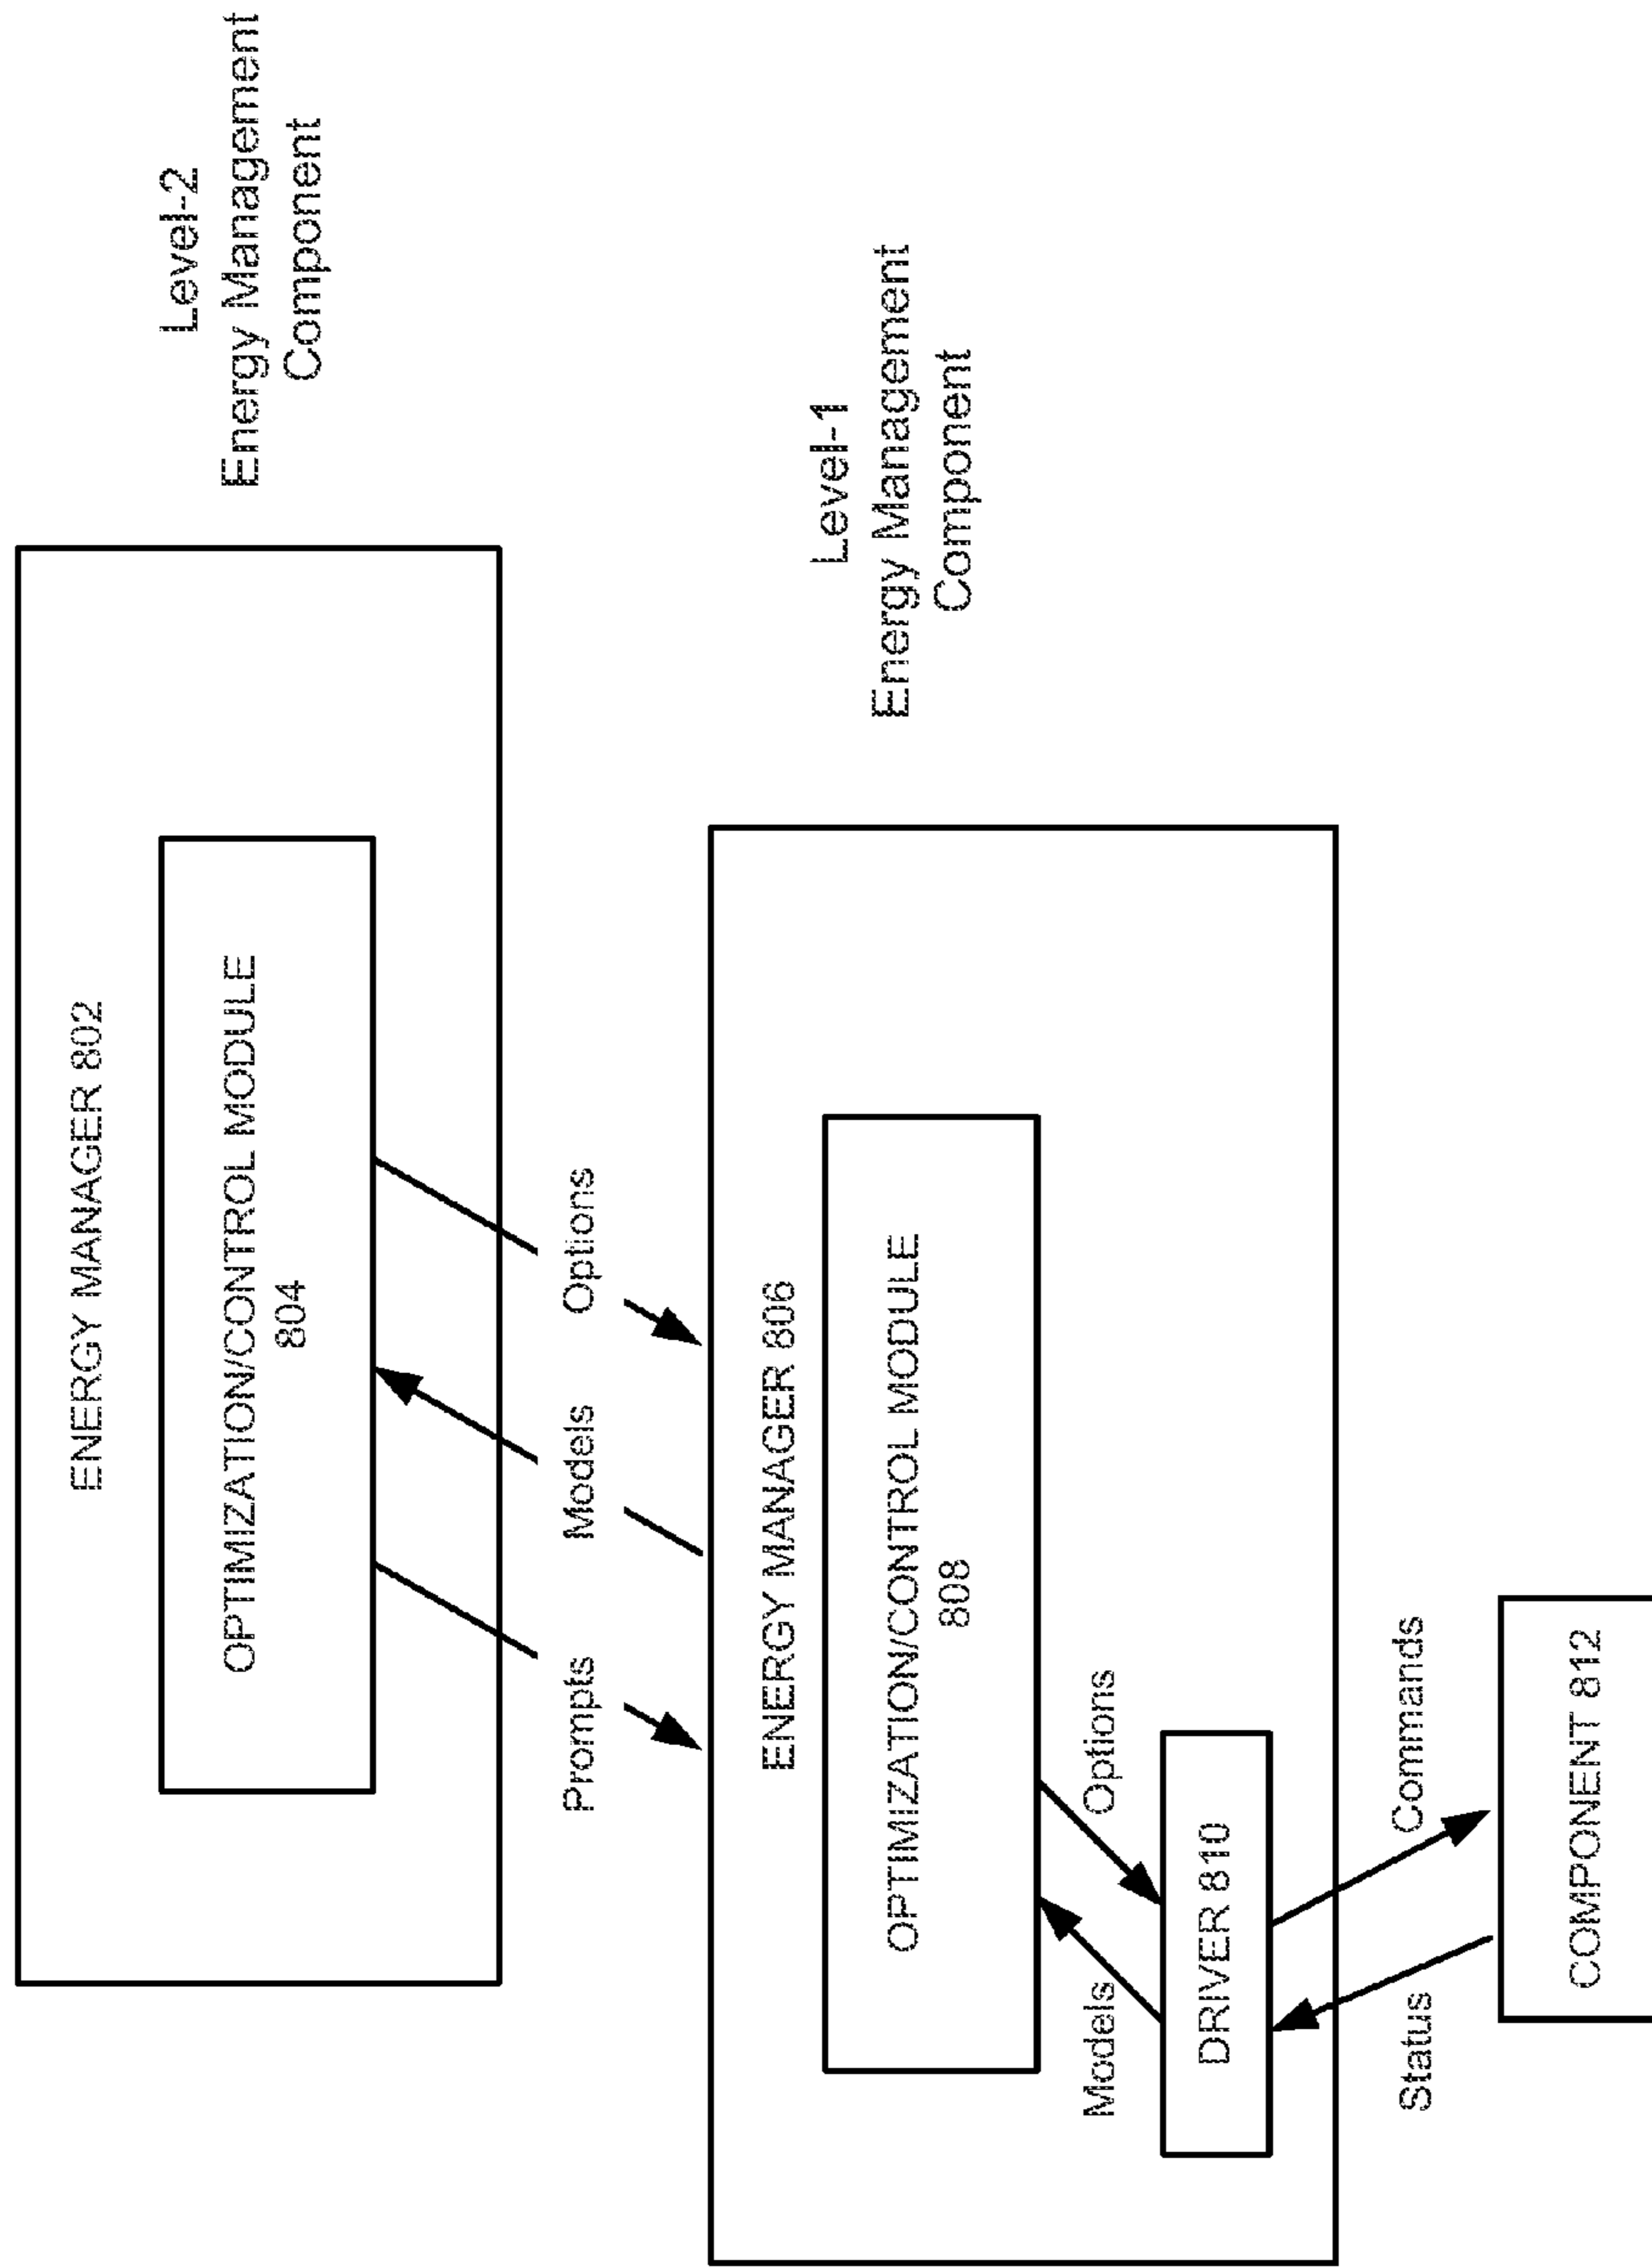 Level-2
Energy Management
Component
ENERGY MANAGER 802
OPTIMIZATION/CONTROL MODULE
804
Prompts
Models
Options
Level-1
Energy Management
Component
ENERGY MANAGER 806
OPTIMIZATION/CONTROL MODULE
808
Models
Options
DRIVER 810
Status
Commands
COMPONENT 812